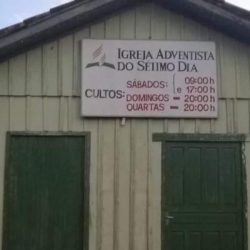 IGREJA ADVENTISTA
DO SÉTIMO DIA
CULTOS:
SÁBADOS: 09:00h
e 17:00h
DOMINGOS - 20:00h
QUARTAS - 20:00h